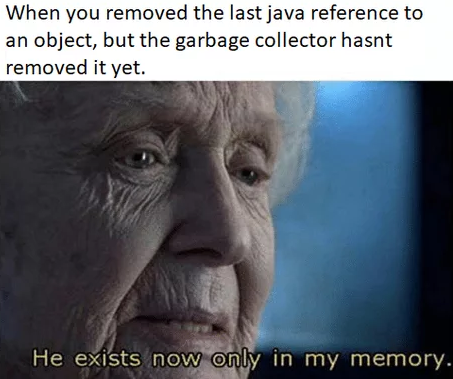 When you removed the last java reference to
an object, but the garbage collector hasnt
removed it yet.
He exists now only in my memory.